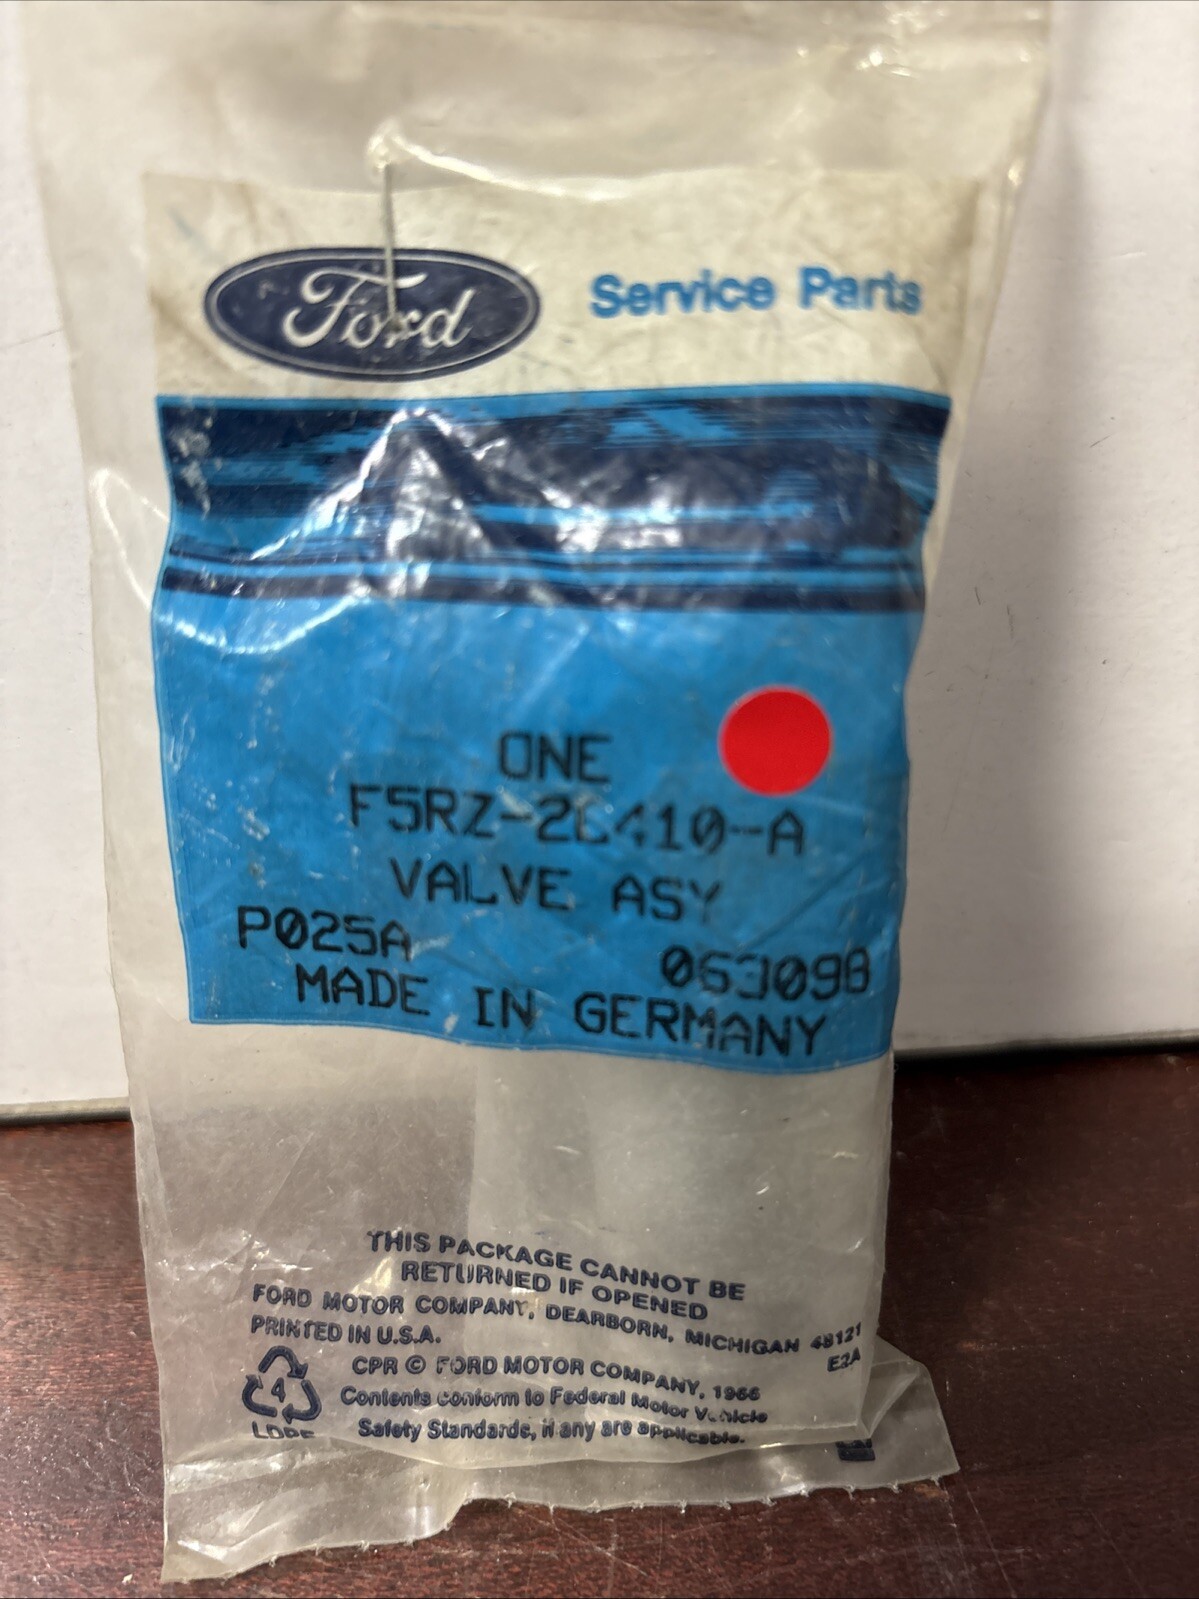 Ford
Service Parts
ONE
F5RZ-2C410-A
VALVE ASY
P025A
063098
MADE IN GERMANY
THIS PACKAGE CANNOT BE
RETURNED IF OPENED
FORD MOTOR COMPANY, DEARBORN, MICHIGAN 48121
PRINTED IN U.S.A.
E2A
CPR © FORD MOTOR COMPANY, 1966
Contents conform to Federal Motor Vehicle
Safety Standards, if any are applicable.
4
LDPE